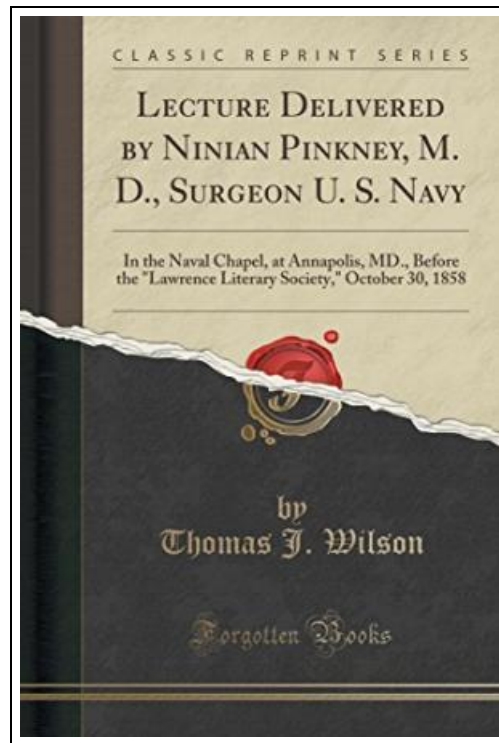 CLASSIC REPRINT SERIES
LECTURE DELIVERED
BY NINIAN PINKNEY, M.
D., SURGEON U. S. NAVY
In the Naval Chapel, at Annapolis, MD., Before
the "Lawrence Literary Society," October 30, 1858
F
by
Thomas J. Wilson
Forgotten Books